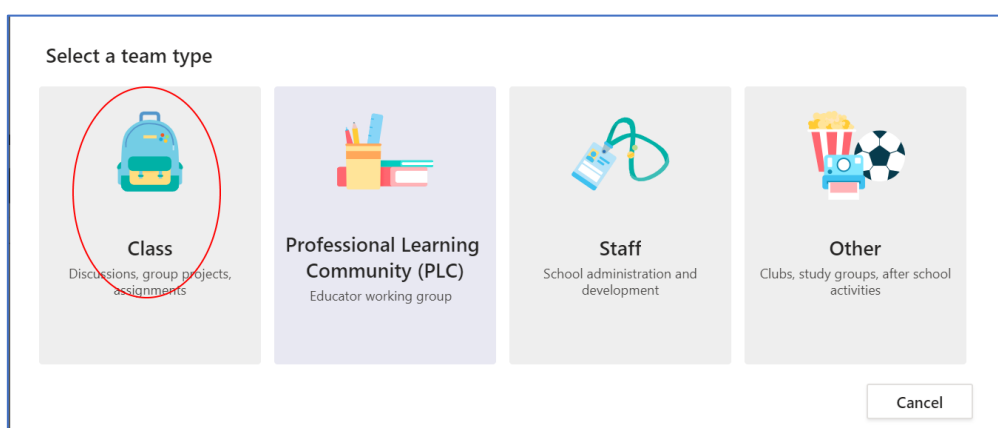 Select a team type
Class
Discussions, group projects,
assignments
Professional Learning
Community (PLC)
Educator working group
Staff
School administration and
development
Other
Clubs, study groups, after school
activities
Cancel